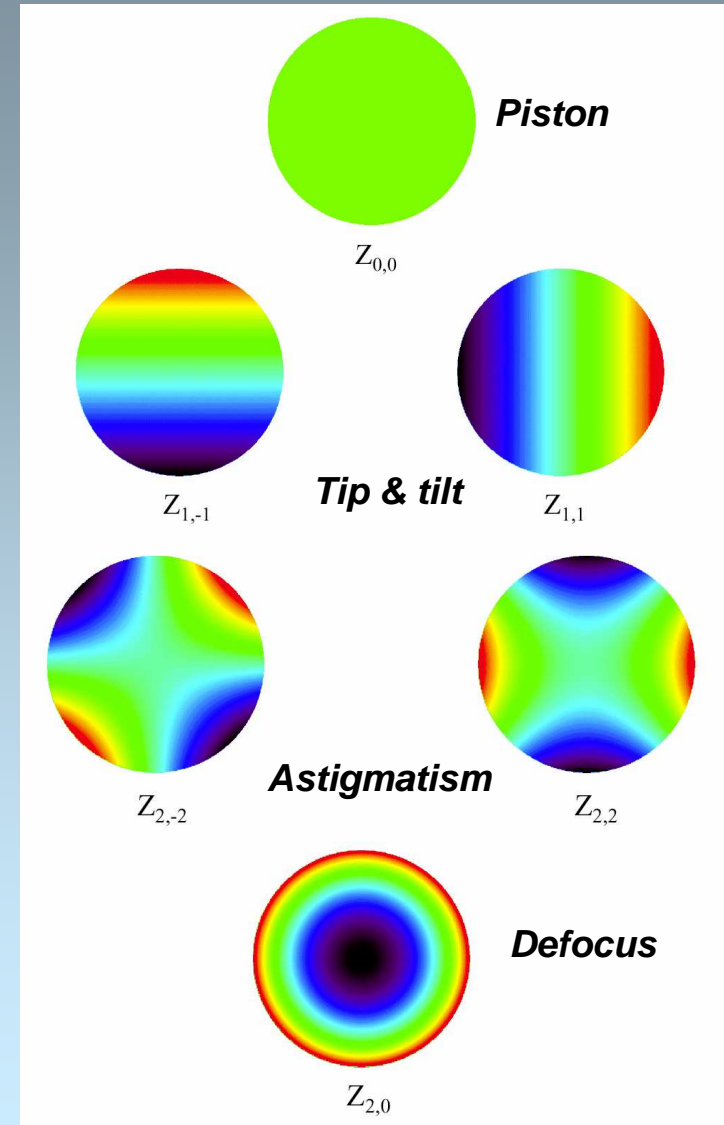 Piston
Z0,0
Z1,-1
Tip & tilt
Z1,1
Z2,-2
Astigmatism
Z2,2
Defocus
Z2,0